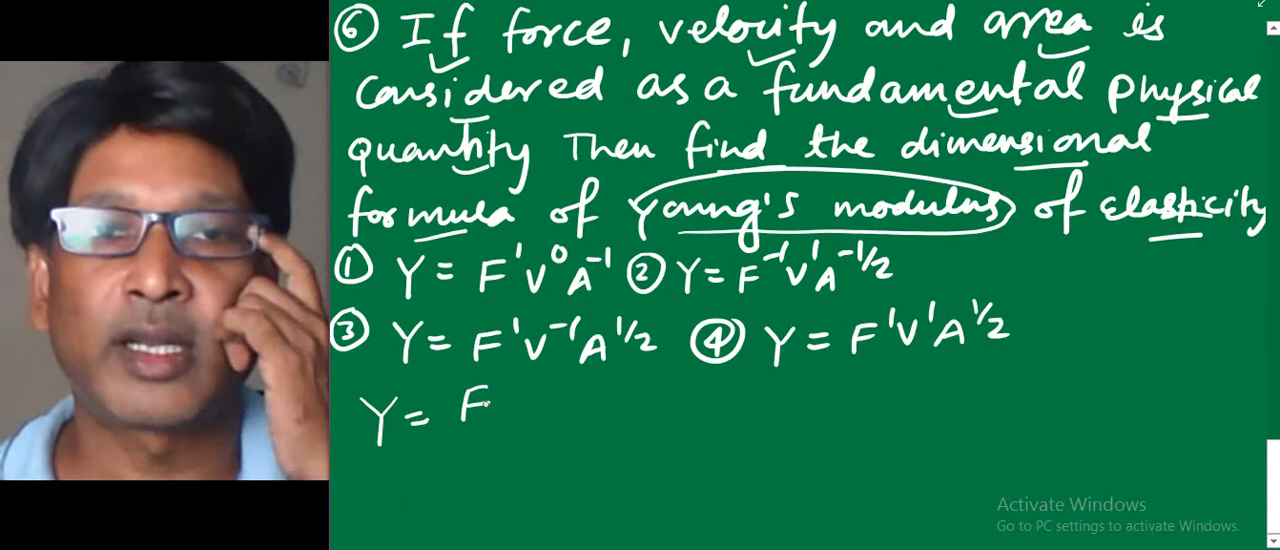 ⑥ If force, velocity and area is
considered as a fundamental physical
quantity Then find the dimensional
formula of Young's modulus of elasticity
① Y = F¹V⁰A⁻¹ ② Y = F⁻¹V¹A⁻¹/²
③ Y = F¹V⁻¹A¹/² ④ Y = F¹V¹A¹/²
Y = F
Activate Windows
Go to PC settings to activate Windows.